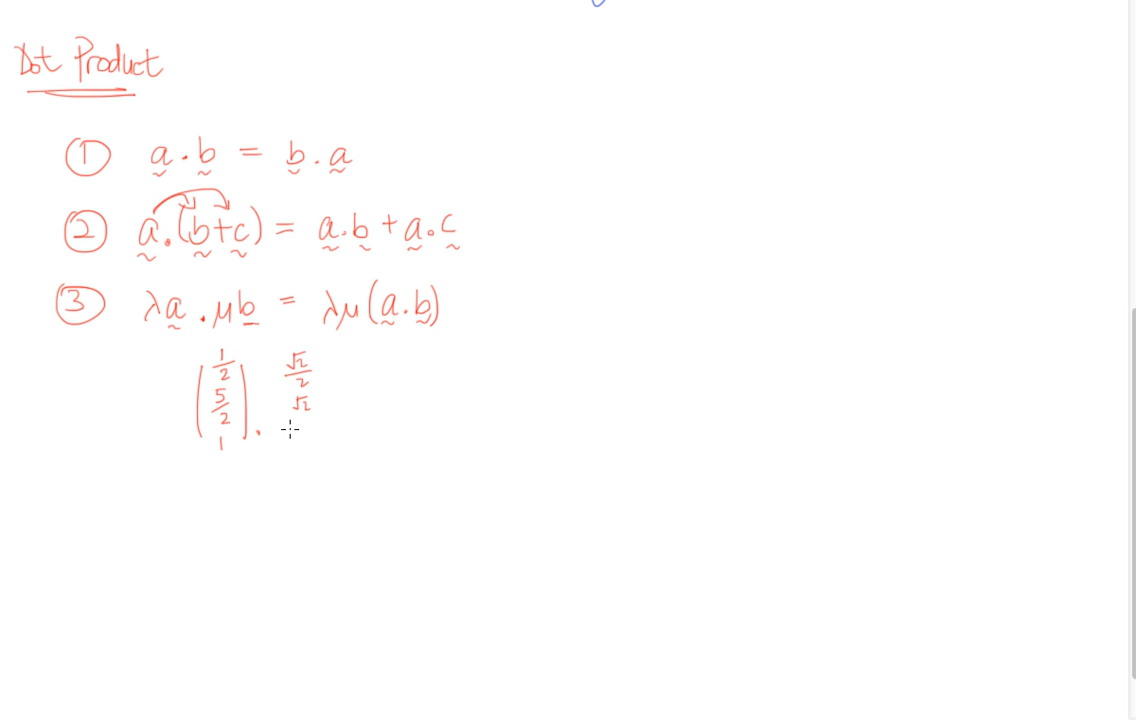 Dot Product
① a . b = b . a
② a . (b + c) = a . b + a . c
③ λa . μb = λμ(a . b)
(1/2 5/2 1) . √2/2 √2